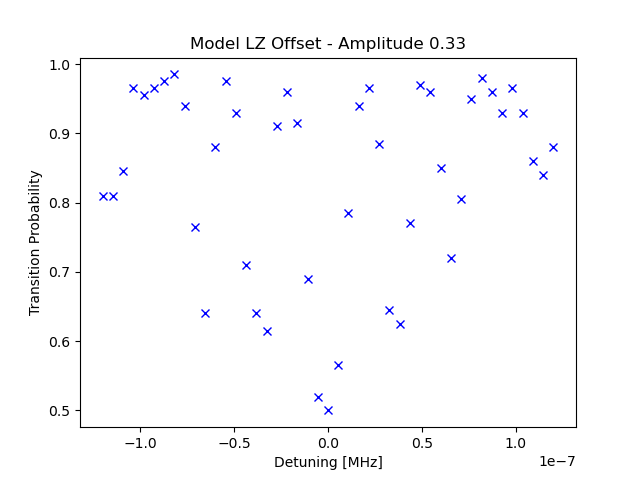 Model LZ Offset - Amplitude 0.33
Transition Probability
1.0
0.9
0.8
0.7
0.6
0.5
−1.0 −0.5 0.0 0.5 1.0
1e−7
Detuning [MHz]